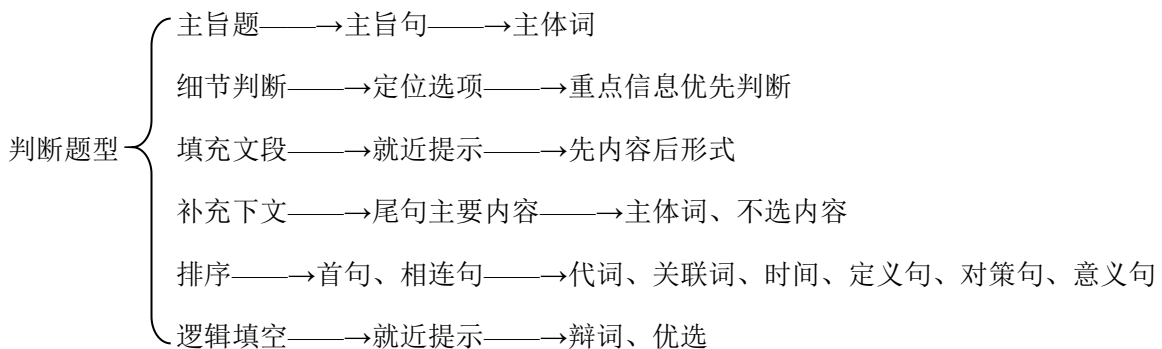 主旨题——→主旨句——→主体词
细节判断——→定位选项——→重点信息优先判断
判断题型
填充文段——→就近提示——→先内容后形式
补充下文——→尾句主要内容——→主体词、不选内容
排序——→首句、相连句——→代词、关联词、时间、定义句、对策句、意义句
逻辑填空——→就近提示——→辩词、优选